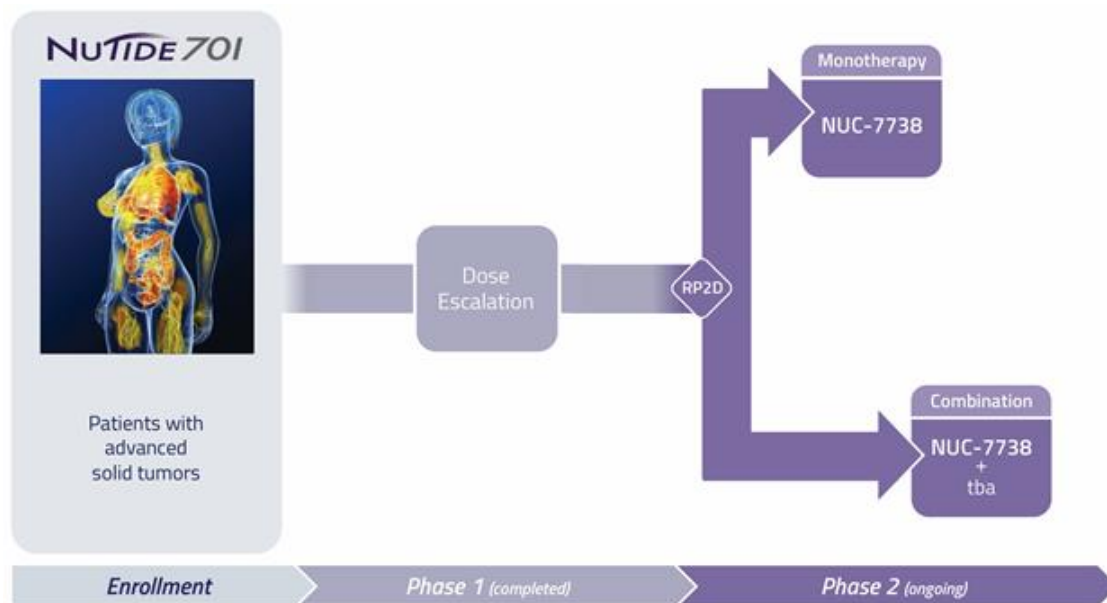 NUTIDE 701
Patients with
advanced
solid tumors
Dose
Escalation
RP2D
Monotherapy
NUC-7738
Combination
NUC-7738
+
tba
Enrollment
Phase 1 (completed)
Phase 2 (ongoing)